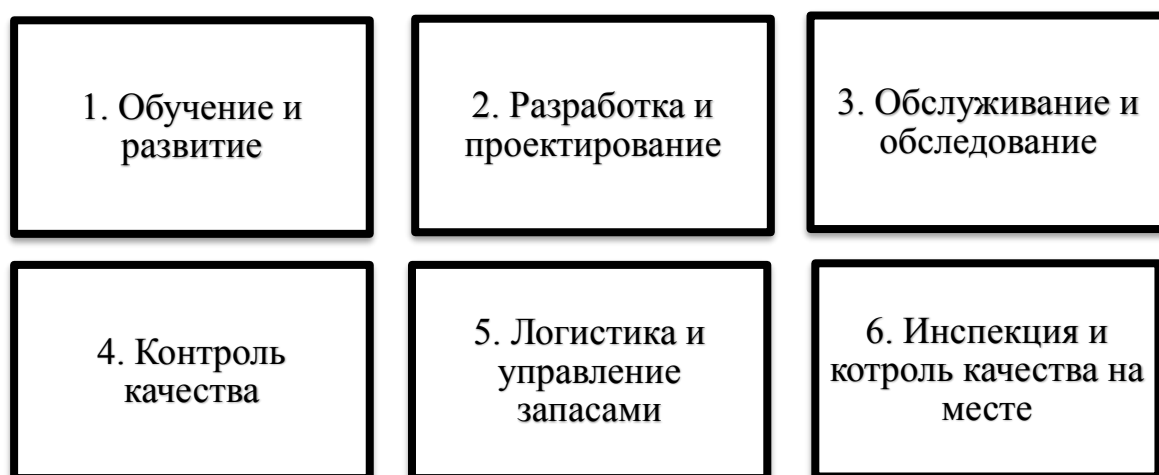 1. Обучение и
развитие
2. Разработка и
проектирование
3. Обслуживание и
обследование
4. Контроль
качества
5. Логистика и
управление
запасами
6. Инспекция и
котроль качества на
месте